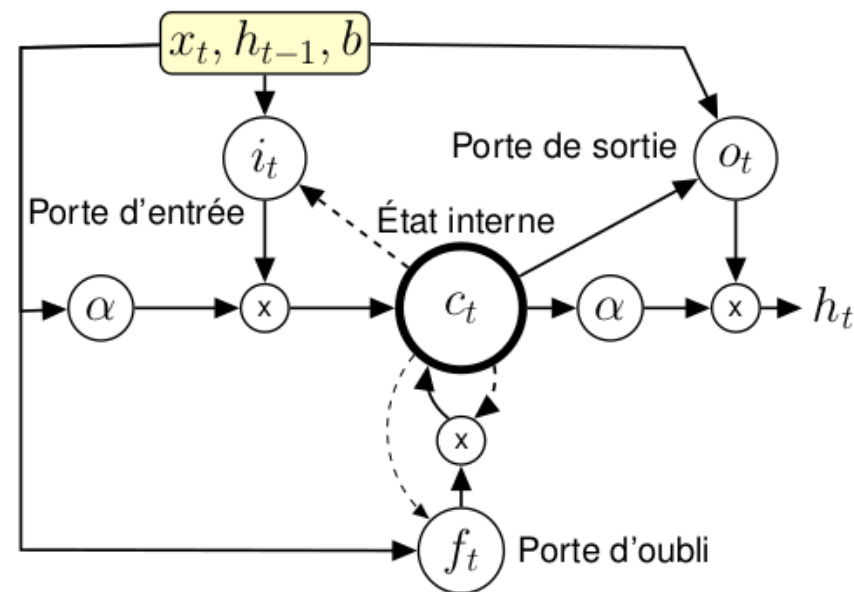 x_t, h_{t−1}, b
i_t
Porte de sortie
o_t
Porte d'entrée
État interne
α
x
c_t
α
x
h_t
x
f_t
Porte d'oubli